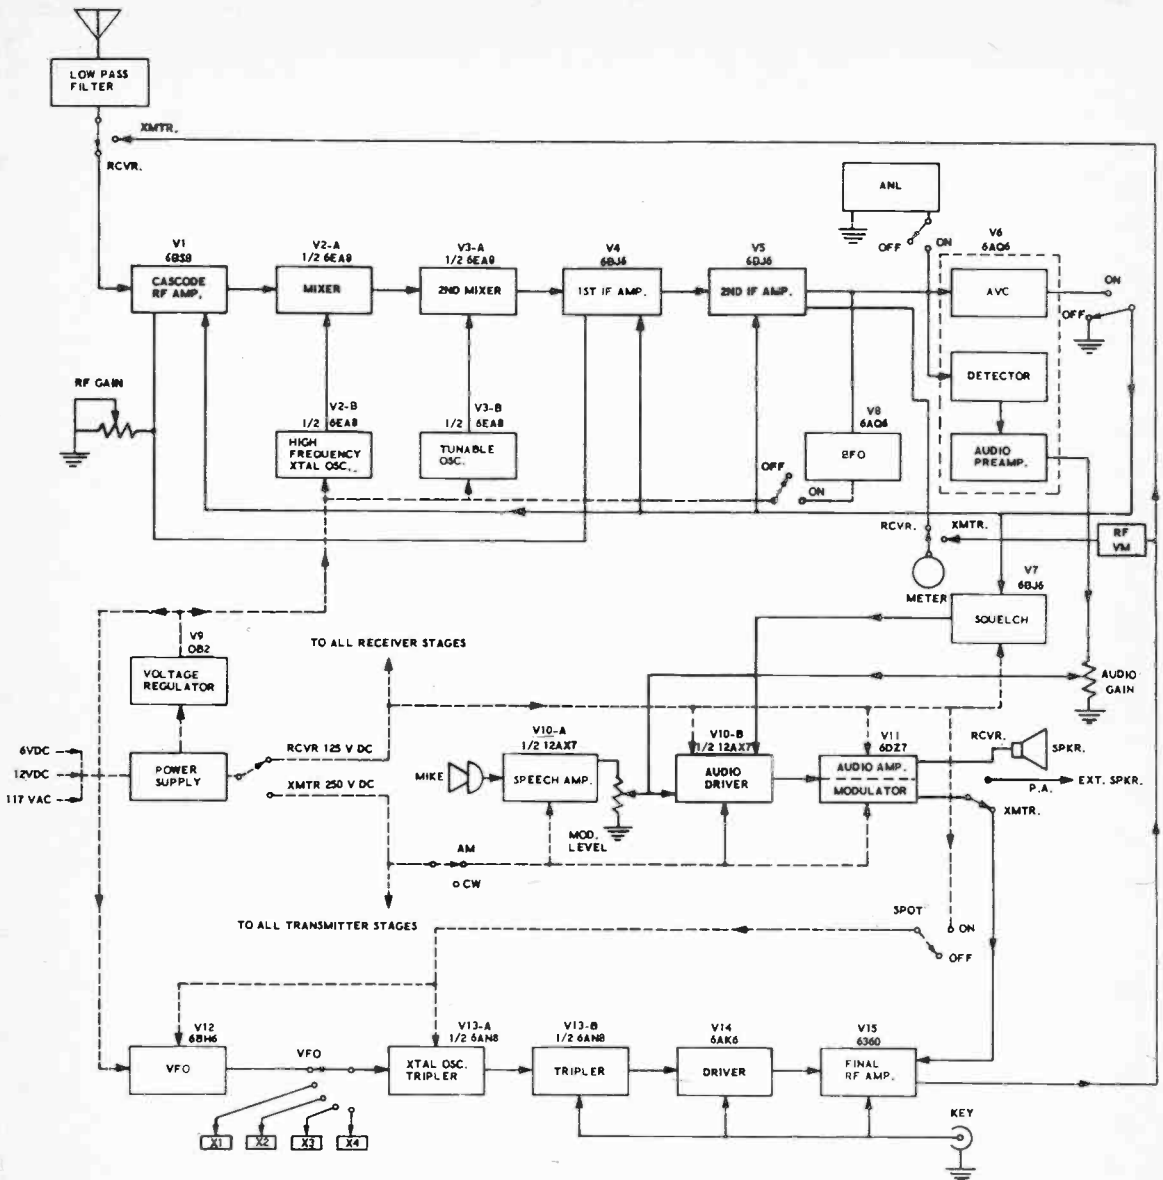 LOW PASS
FILTER
XMTR.
RCVR.
ANL
OFF
ON
V1
6BS8
CASCODE
RF AMP.
V2-A
1/2 6EA8
MIXER
V3-A
1/2 6EA8
2ND MIXER
V4
6BJ6
1ST IF AMP.
V5
6BJ6
2ND IF AMP.
V6
6AQ6
AVC
ON
OFF
DETECTOR
AUDIO
PREAMP.
RF GAIN
V2-B
1/2 6EA8
HIGH
FREQUENCY
XTAL OSC.
V3-B
1/2 6EA8
TUNABLE
OSC.
V8
6AQ6
BFO
OFF
ON
RCVR.
XMTR.
METER
RF
VM
V7
6BJ6
SQUELCH
V9
OB2
VOLTAGE
REGULATOR
TO ALL RECEIVER STAGES
AUDIO
GAIN
6VDC
12VDC
117 VAC
POWER
SUPPLY
RCVR 125 V DC
XMTR 250 V DC
MIKE
V10-A
1/2 12AX7
SPEECH AMP.
MOD.
LEVEL
V10-B
1/2 12AX7
AUDIO
DRIVER
V11
6DZ7
AUDIO AMP.
MODULATOR
RCVR.
SPKR.
P.A.
EXT. SPKR.
XMTR.
AM
CW
TO ALL TRANSMITTER STAGES
SPOT
ON
OFF
V12
6BH6
VFO
VFO
X1
X2
X3
X4
V13-A
1/2 6AN8
XTAL OSC.
TRIPLER
V13-B
1/2 6AN8
TRIPLER
V14
6AK6
DRIVER
V15
6360
FINAL
RF AMP.
KEY